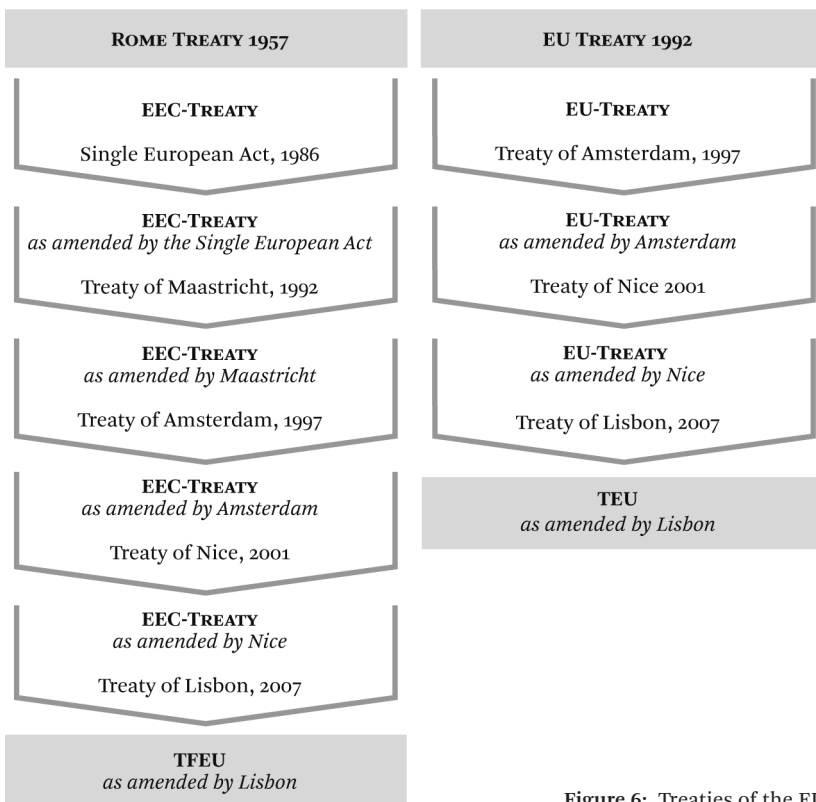 ROME TREATY 1957
EEC-TREATY
Single European Act, 1986
EEC-TREATY
as amended by the Single European Act
Treaty of Maastricht, 1992
EEC-TREATY
as amended by Maastricht
Treaty of Amsterdam, 1997
EEC-TREATY
as amended by Amsterdam
Treaty of Nice, 2001
EEC-TREATY
as amended by Nice
Treaty of Lisbon, 2007
TFEU
as amended by Lisbon
EU TREATY 1992
EU-TREATY
Treaty of Amsterdam, 1997
EU-TREATY
as amended by Amsterdam
Treaty of Nice 2001
EU-TREATY
as amended by Nice
Treaty of Lisbon, 2007
TEU
as amended by Lisbon
Figure 6: Treaties of the